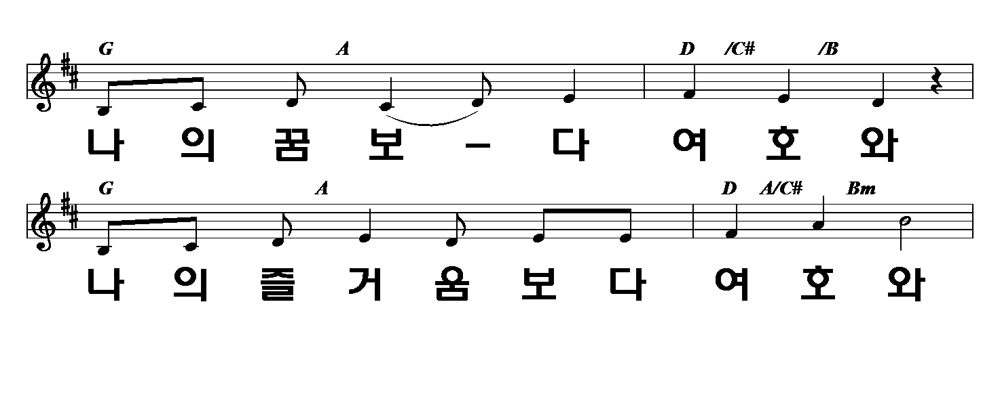 G A D /C# /B
나 의 꿈 보 – 다 여 호 와
G A D A/C# Bm
나 의 즐 거 움 보 다 여 호 와